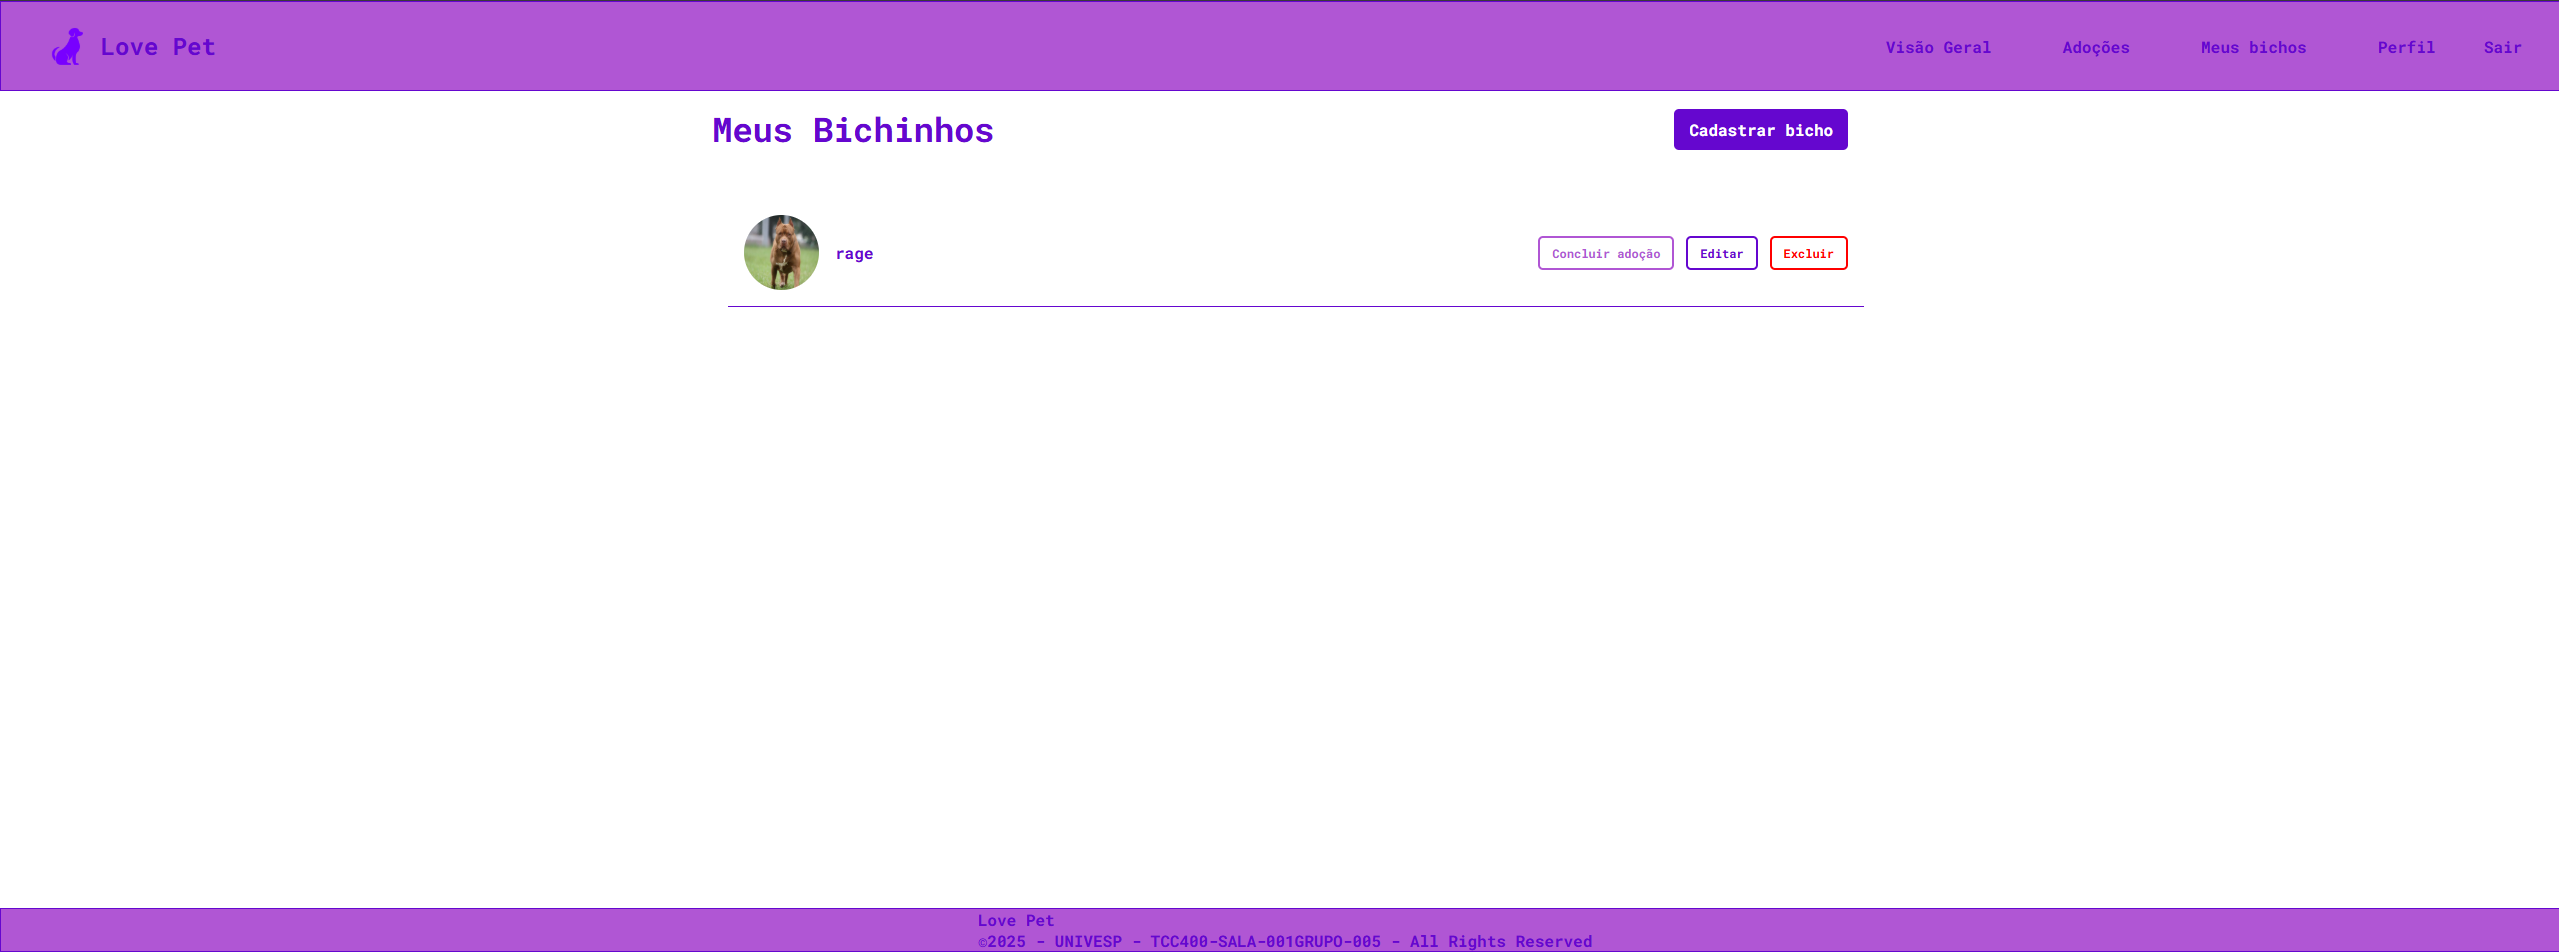 Love Pet
Visão Geral
Adoções
Meus bichos
Perfil
Sair
Meus Bichinhos
Cadastrar bicho
rage
Concluir adoção
Editar
Excluir
Love Pet
©2025 - UNIVESP - TCC400-SALA-001GRUPO-005 - All Rights Reserved